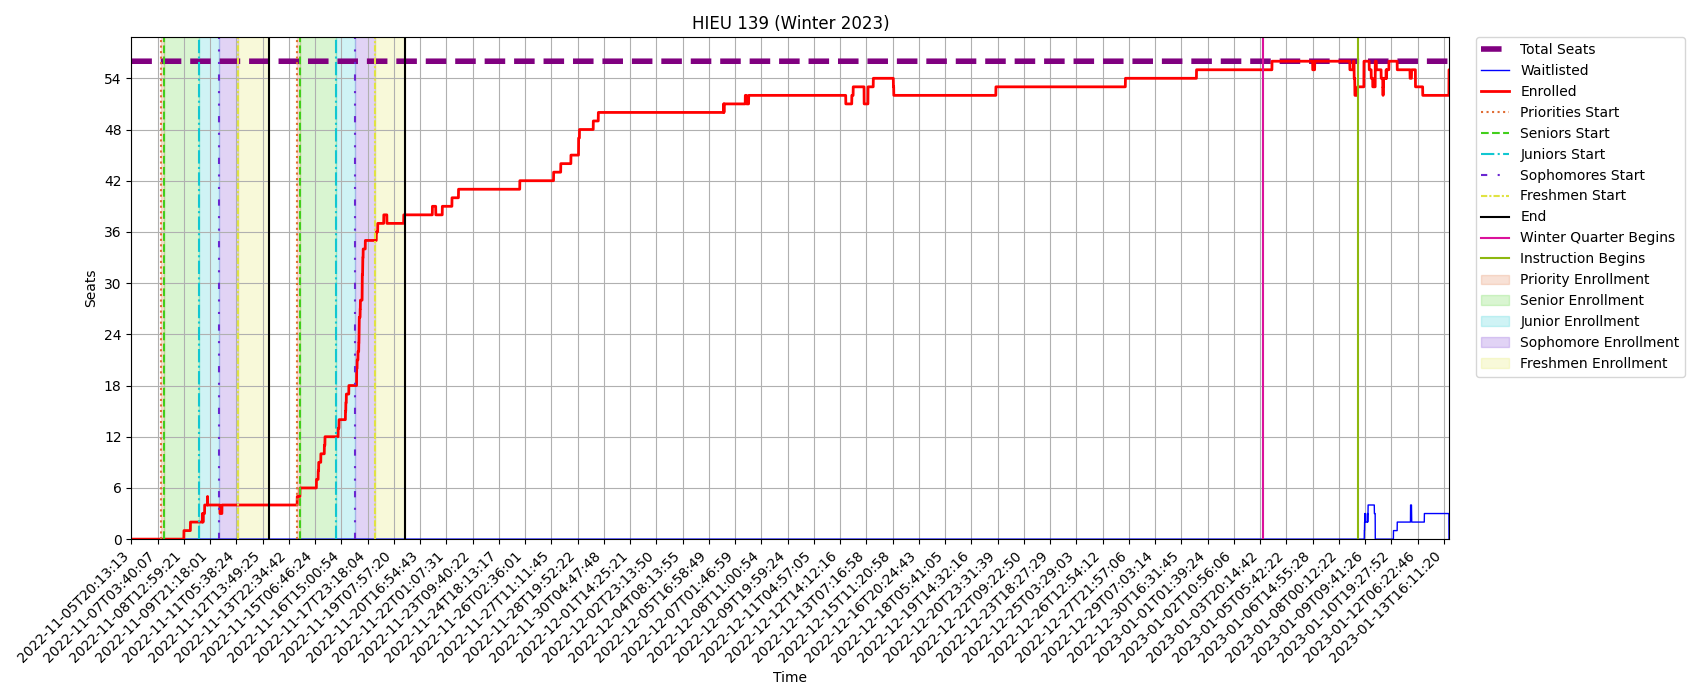 HIEU 139 (Winter 2023)
Seats
54
48
42
36
30
24
18
12
6
0
2022-11-05T20:13:13
2022-11-07T03:40:07
2022-11-08T12:59:21
2022-11-09T21:18:01
2022-11-11T05:38:24
2022-11-12T13:49:25
2022-11-13T22:34:42
2022-11-15T06:46:24
2022-11-16T15:00:54
2022-11-17T23:18:04
2022-11-19T07:57:20
2022-11-20T16:54:43
2022-11-22T01:07:31
2022-11-23T09:40:22
2022-11-24T18:13:17
2022-11-26T02:36:01
2022-11-27T11:11:45
2022-11-28T19:52:22
2022-11-30T04:47:48
2022-12-01T14:25:21
2022-12-02T23:13:50
2022-12-04T08:13:55
2022-12-05T16:58:49
2022-12-07T01:46:59
2022-12-08T11:00:54
2022-12-09T19:59:24
2022-12-11T04:57:05
2022-12-12T14:12:16
2022-12-13T07:16:58
2022-12-15T11:20:58
2022-12-16T20:24:43
2022-12-18T05:41:05
2022-12-19T14:32:16
2022-12-20T23:31:39
2022-12-22T09:22:50
2022-12-23T18:27:29
2022-12-25T03:29:03
2022-12-26T12:54:12
2022-12-27T21:57:06
2022-12-29T07:03:14
2022-12-30T16:31:45
2023-01-01T01:39:24
2023-01-02T10:56:06
2023-01-03T20:14:42
2023-01-05T05:42:22
2023-01-06T14:55:28
2023-01-08T00:12:22
2023-01-09T09:41:26
2023-01-10T19:27:52
2023-01-12T06:22:46
2023-01-13T16:11:20
Time
Total Seats
Waitlisted
Enrolled
Priorities Start
Seniors Start
Juniors Start
Sophomores Start
Freshmen Start
End
Winter Quarter Begins
Instruction Begins
Priority Enrollment
Senior Enrollment
Junior Enrollment
Sophomore Enrollment
Freshmen Enrollment